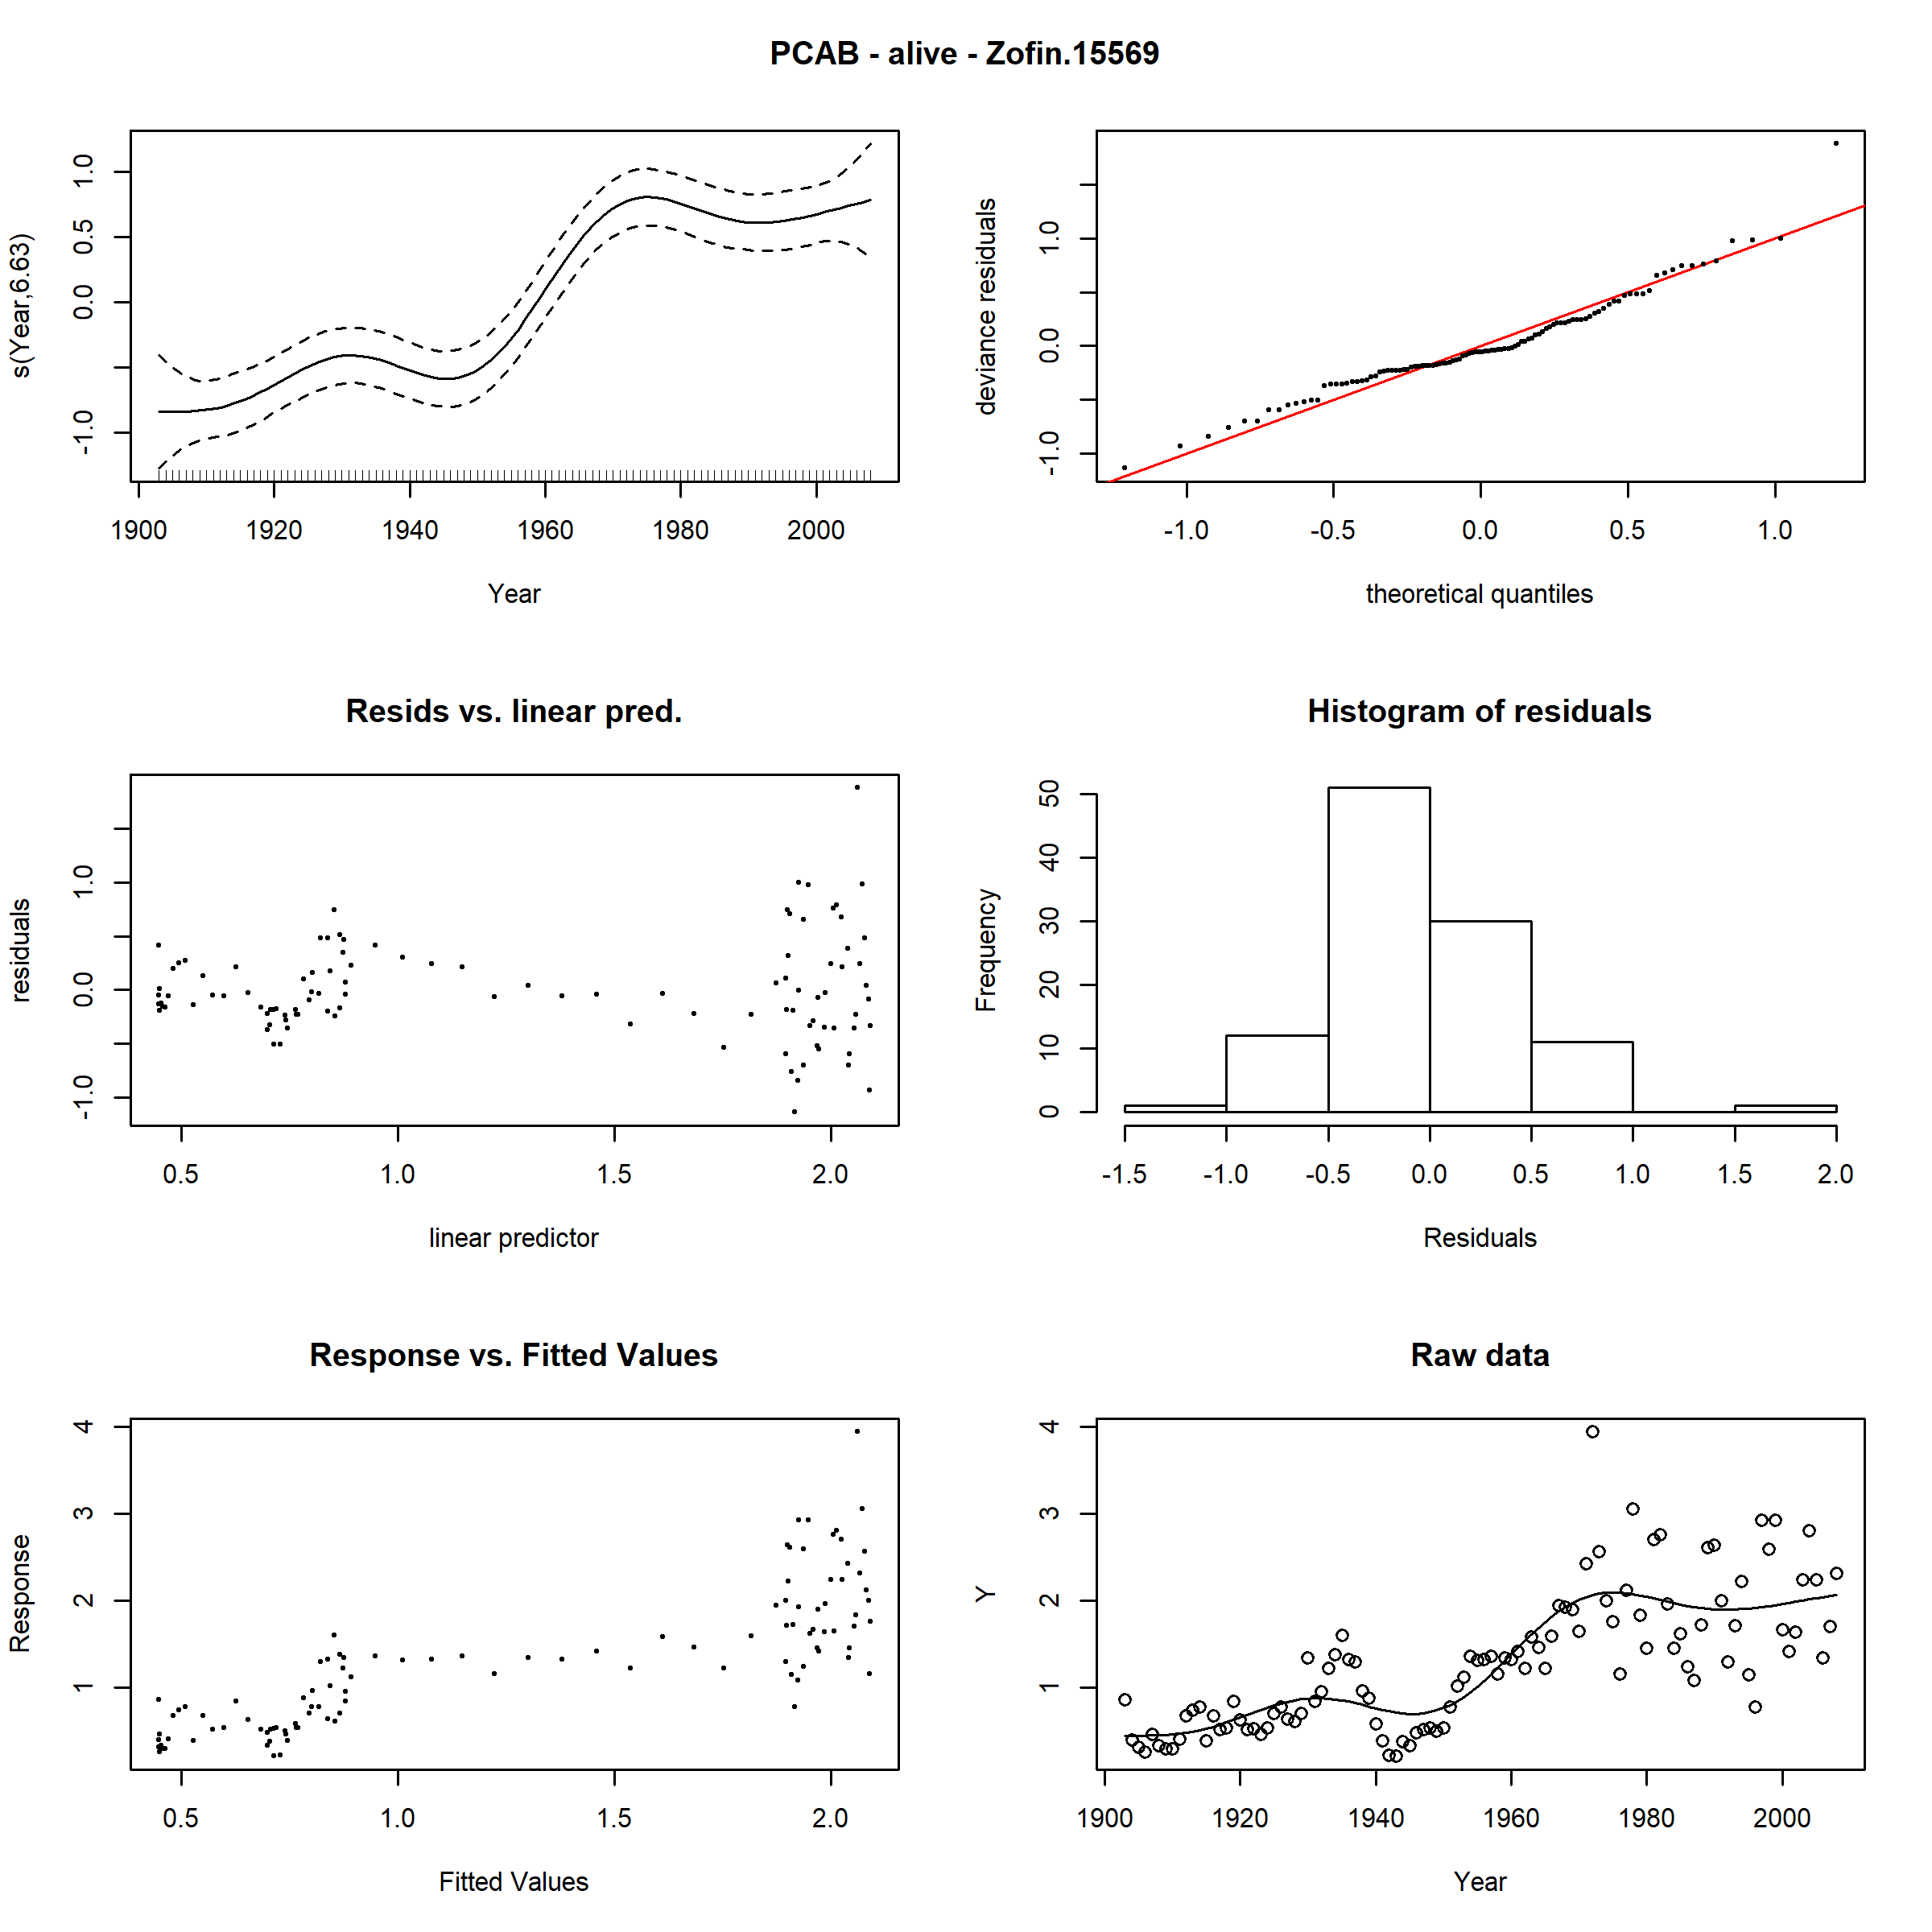 PCAB - alive - Zofin.15569
s(Year,6.63)
-1.0 0.0 0.5 1.0
1900 1920 1940 1960 1980 2000
Year
deviance residuals
-1.0 0.0 1.0
-1.0 -0.5 0.0 0.5 1.0
theoretical quantiles
Resids vs. linear pred.
residuals
-1.0 0.0 1.0
0.5 1.0 1.5 2.0
linear predictor
Histogram of residuals
Frequency
0 10 20 30 40 50
-1.5 -1.0 -0.5 0.0 0.5 1.0 2.0
Residuals
Response vs. Fitted Values
Response
1 2 3 4
0.5 1.0 1.5 2.0
Fitted Values
Raw data
Y
1 2 3 4
1900 1920 1940 1960 1980 2000
Year